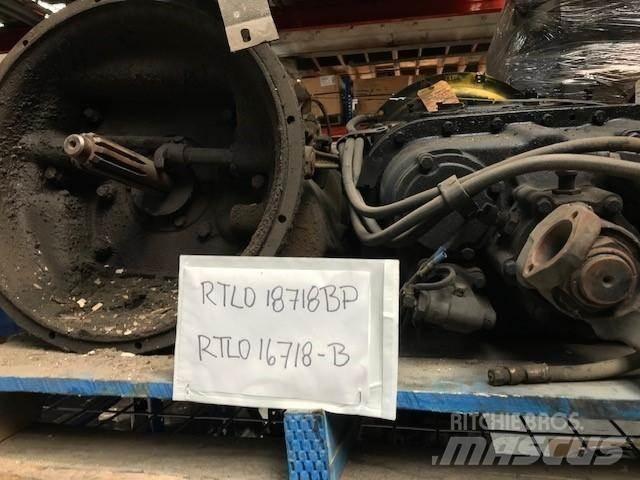 RTLO 18718BP
RTLO 16718-B
RITCHIE BROS.
MASCUS